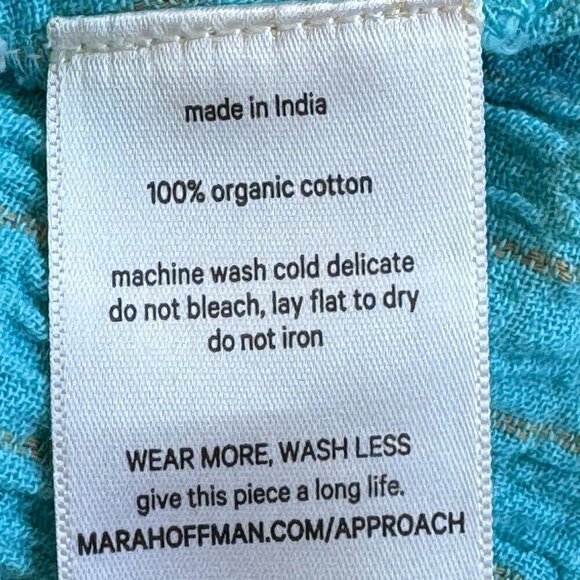 made in India
100% organic cotton
machine wash cold delicate
do not bleach, lay flat to dry
do not iron
WEAR MORE, WASH LESS
give this piece a long life.
MARAHOFFMAN.COM/APPROACH